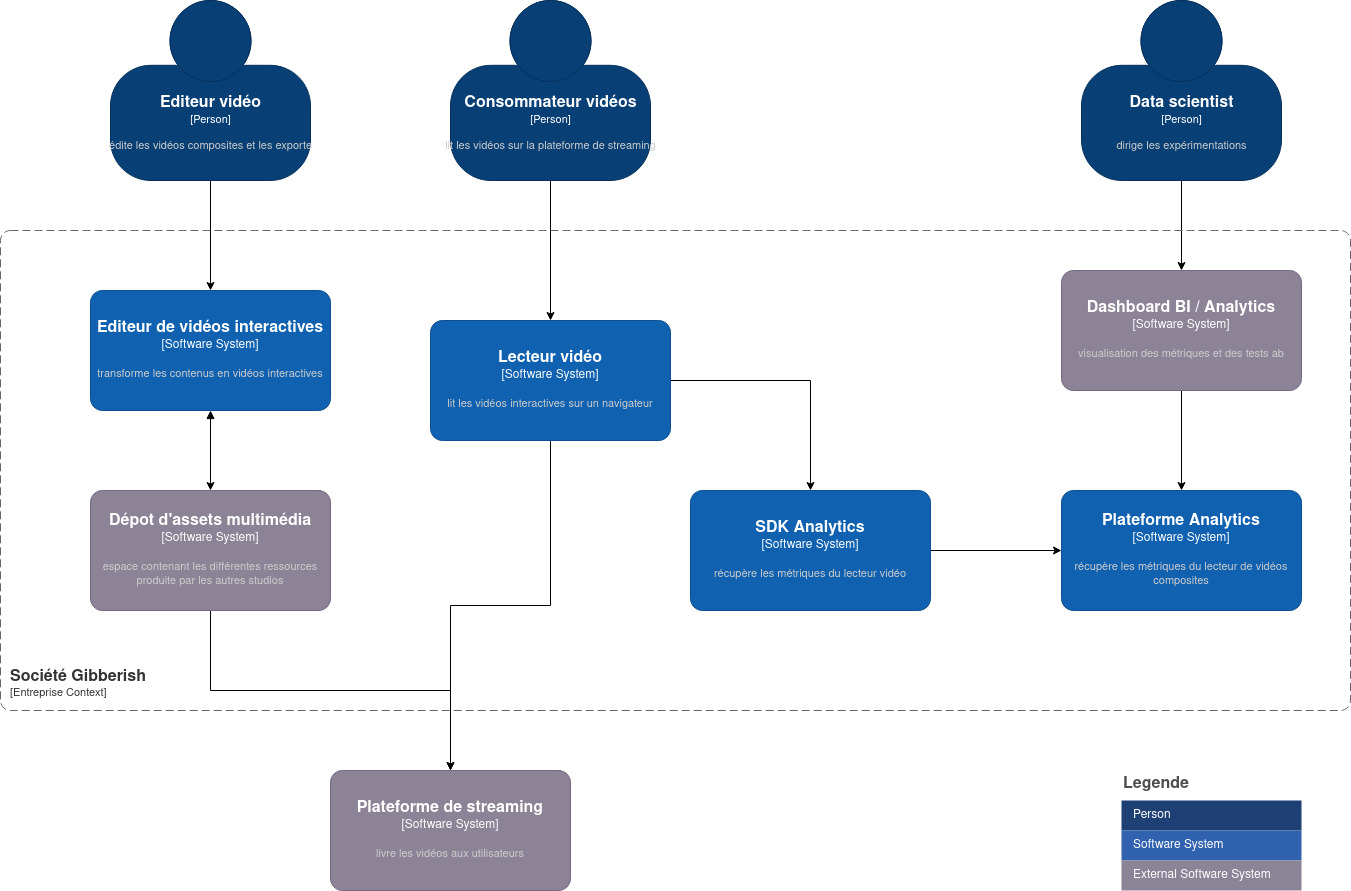 Editeur vidéo
[Person]
édite les vidéos composites et les exporte
Consommateur vidéos
[Person]
lit les vidéos sur la plateforme de streaming
Data scientist
[Person]
dirige les expérimentations
Editeur de vidéos interactives
[Software System]
transforme les contenus en vidéos interactives
Lecteur vidéo
[Software System]
lit les vidéos interactives sur un navigateur
Dashboard BI / Analytics
[Software System]
visualisation des métriques et des tests ab
Dépot d'assets multimédia
[Software System]
espace contenant les différentes ressources
produite par les autres studios
SDK Analytics
[Software System]
récupère les métriques du lecteur vidéo
Plateforme Analytics
[Software System]
récupère les métriques du lecteur de vidéos
composites
Société Gibberish
[Entreprise Context]
Plateforme de streaming
[Software System]
livre les vidéos aux utilisateurs
Legende
Person
Software System
External Software System